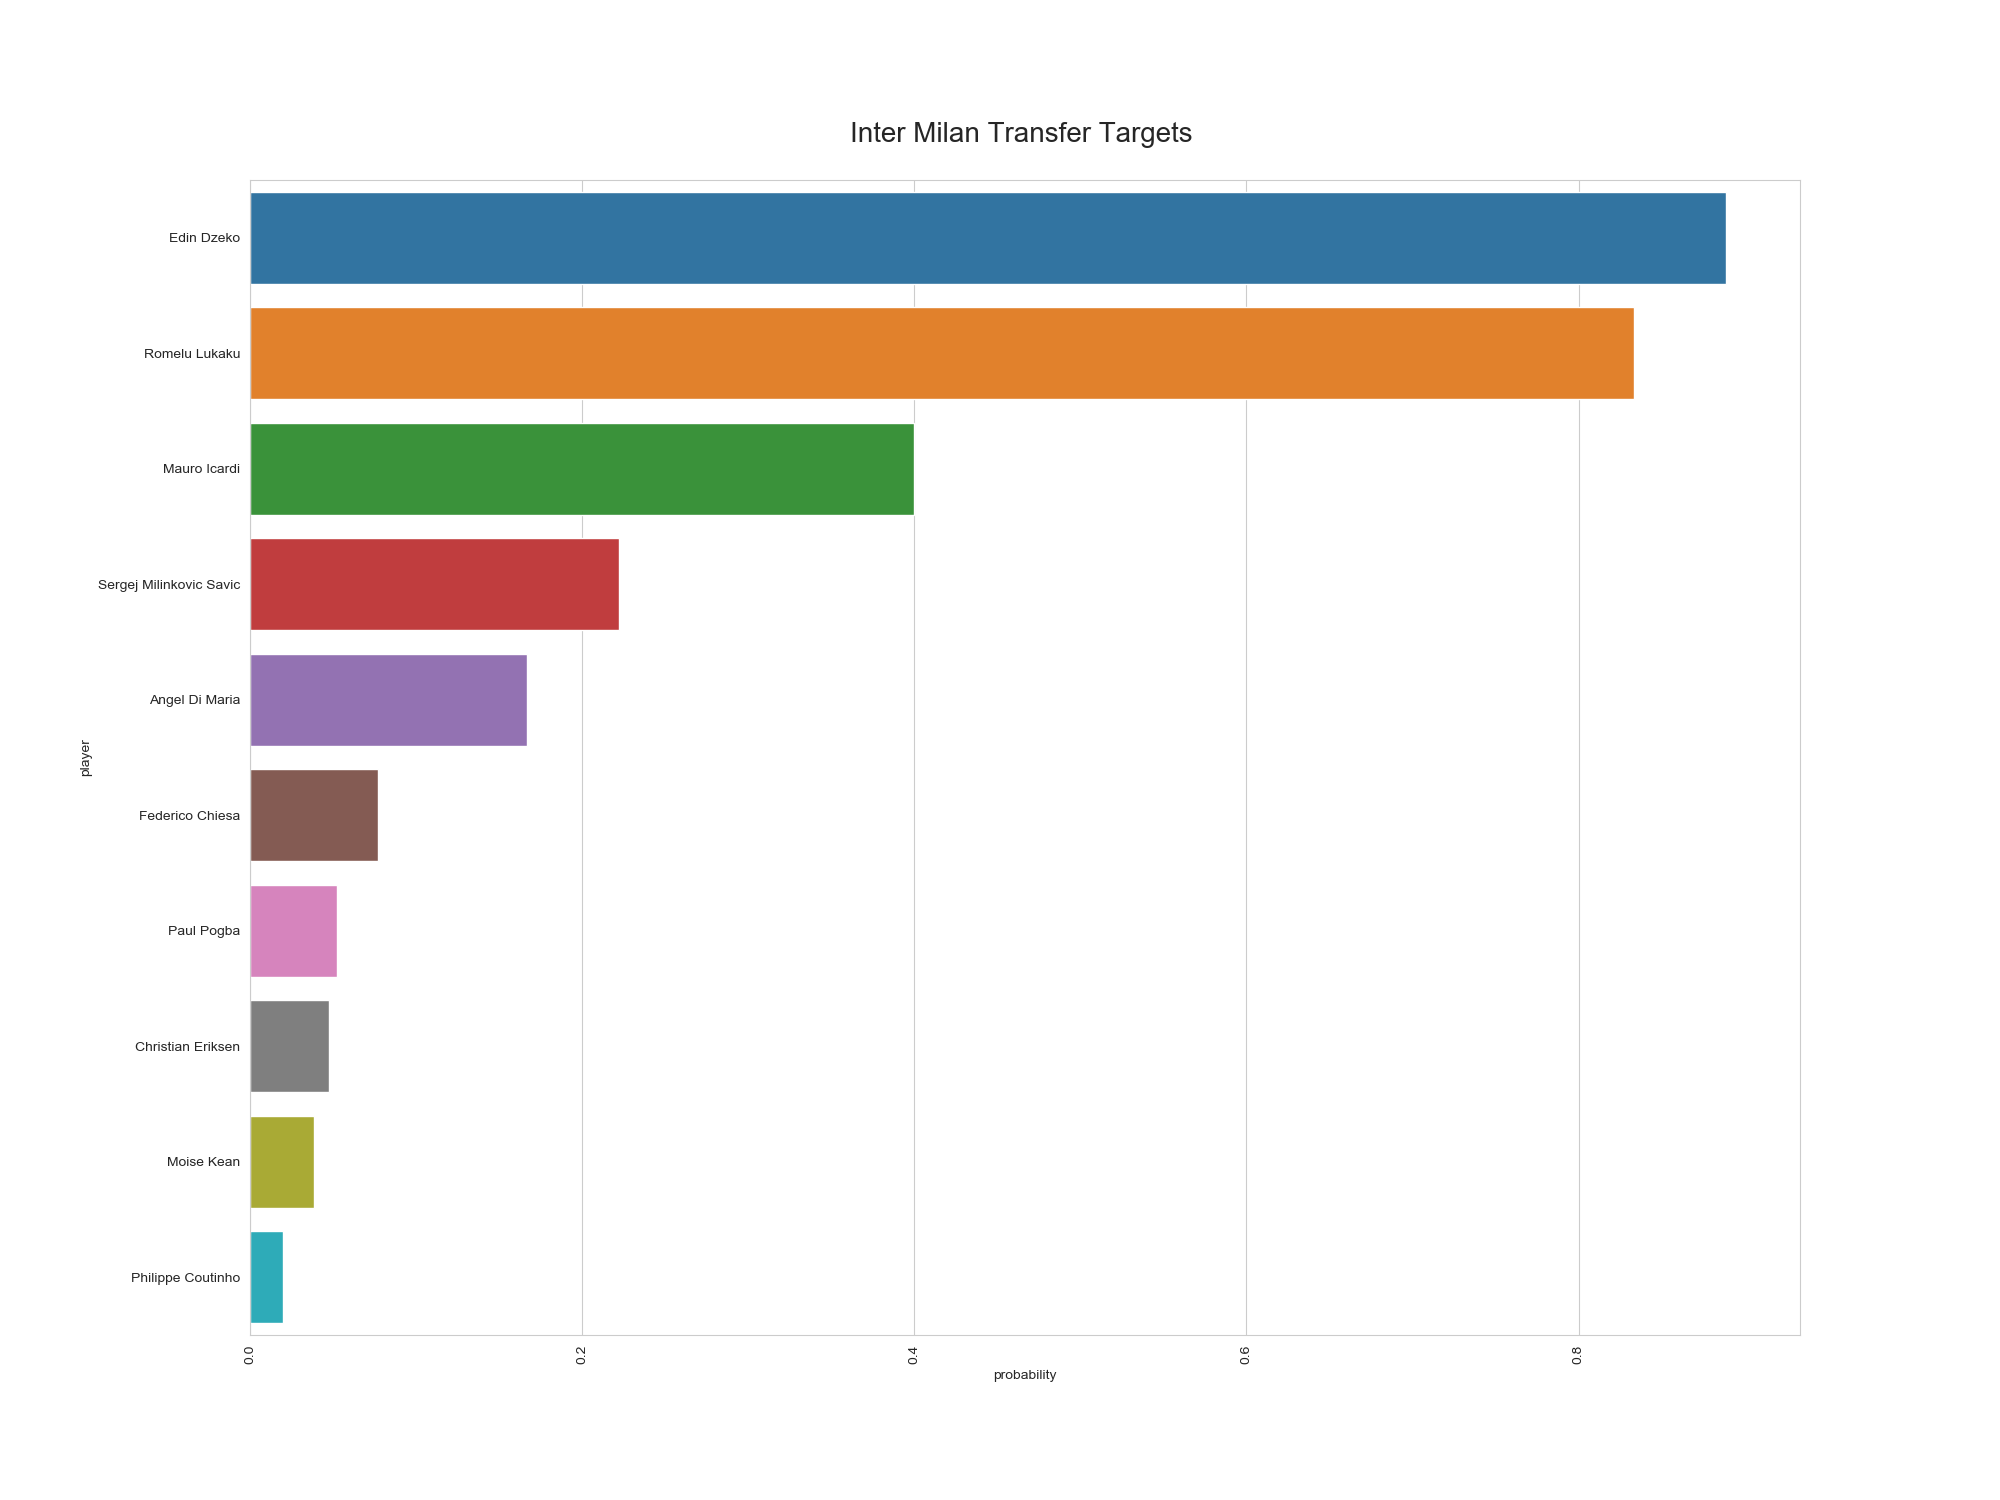 Inter Milan Transfer Targets
Edin Dzeko
Romelu Lukaku
Mauro Icardi
Sergej Milinkovic Savic
Angel Di Maria
Federico Chiesa
Paul Pogba
Christian Eriksen
Moise Kean
Philippe Coutinho
player
0.0
0.2
0.4
0.6
0.8
probability